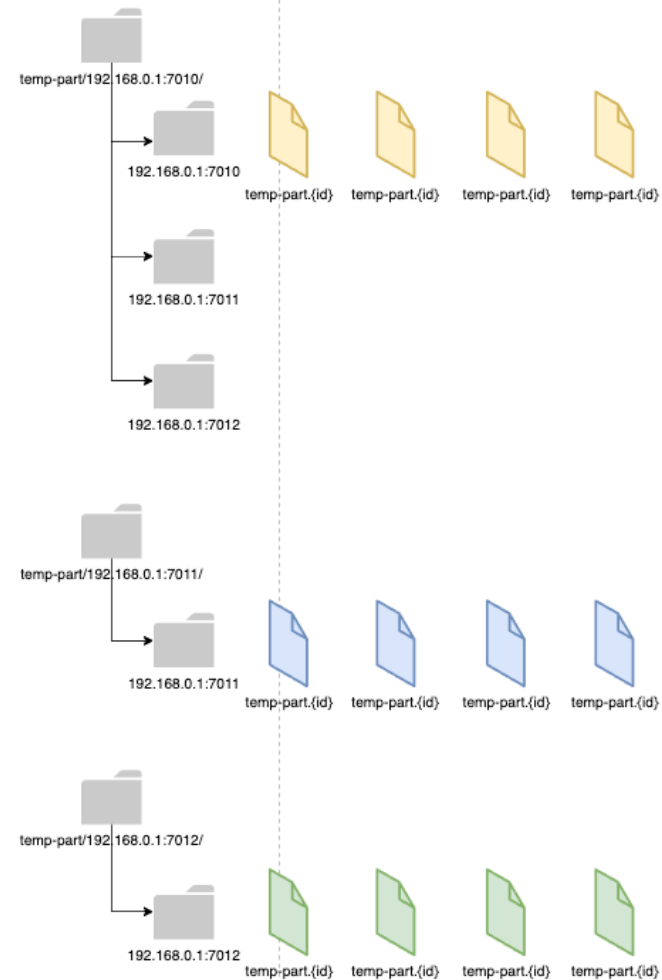 temp-part/192.168.0.1:7010/
192.168.0.1:7010
temp-part.{id} temp-part.{id} temp-part.{id} temp-part.{id}
192.168.0.1:7011
192.168.0.1:7012
temp-part/192.168.0.1:7011/
192.168.0.1:7011
temp-part.{id} temp-part.{id} temp-part.{id} temp-part.{id}
temp-part/192.168.0.1:7012/
192.168.0.1:7012
temp-part.{id} temp-part.{id} temp-part.{id} temp-part.{id}